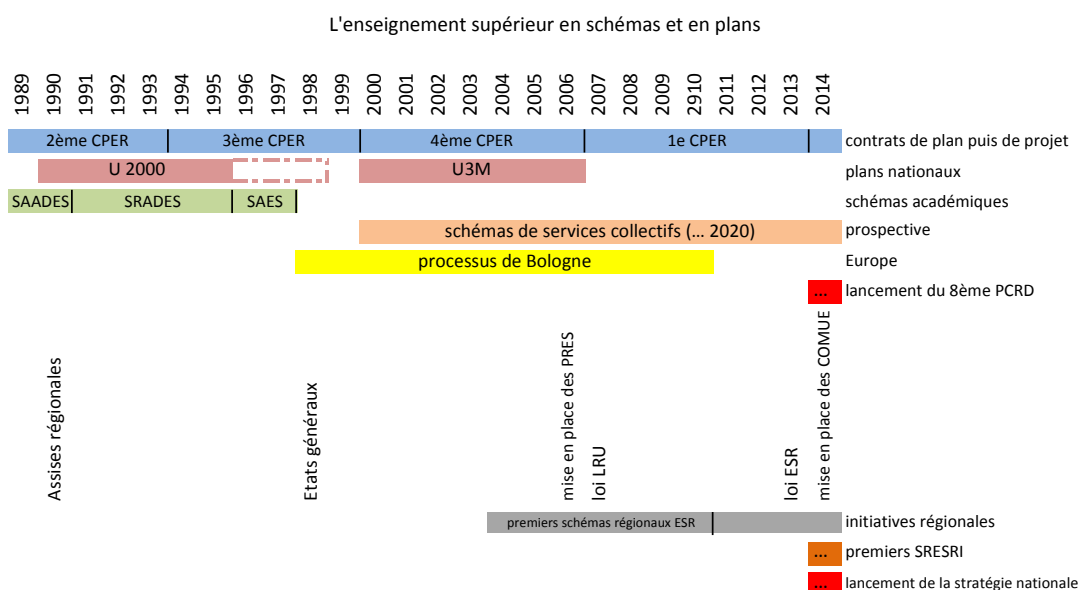 L'enseignement supérieur en schémas et en plans
1989 1990 1991 1992 1993 1994 1995 1996 1997 1998 1999 2000 2001 2002 2003 2004 2005 2006 2007 2008 2009 2910 2011 2013 2014
2ème CPER 3ème CPER 4ème CPER 1e CPER contrats de plan puis de projet
U 2000 U3M plans nationaux
SAADES SRADES SAES schémas académiques
schémas de services collectifs (... 2020) prospective
processus de Bologne Europe
... lancement du 8ème PCRD
Assises régionales
Etats généraux
mise en place des PRES
loi LRU
loi ESR
mise en place des COMUE
premiers schémas régionaux ESR initiatives régionales
... premiers SRESRI
... lancement de la stratégie nationale